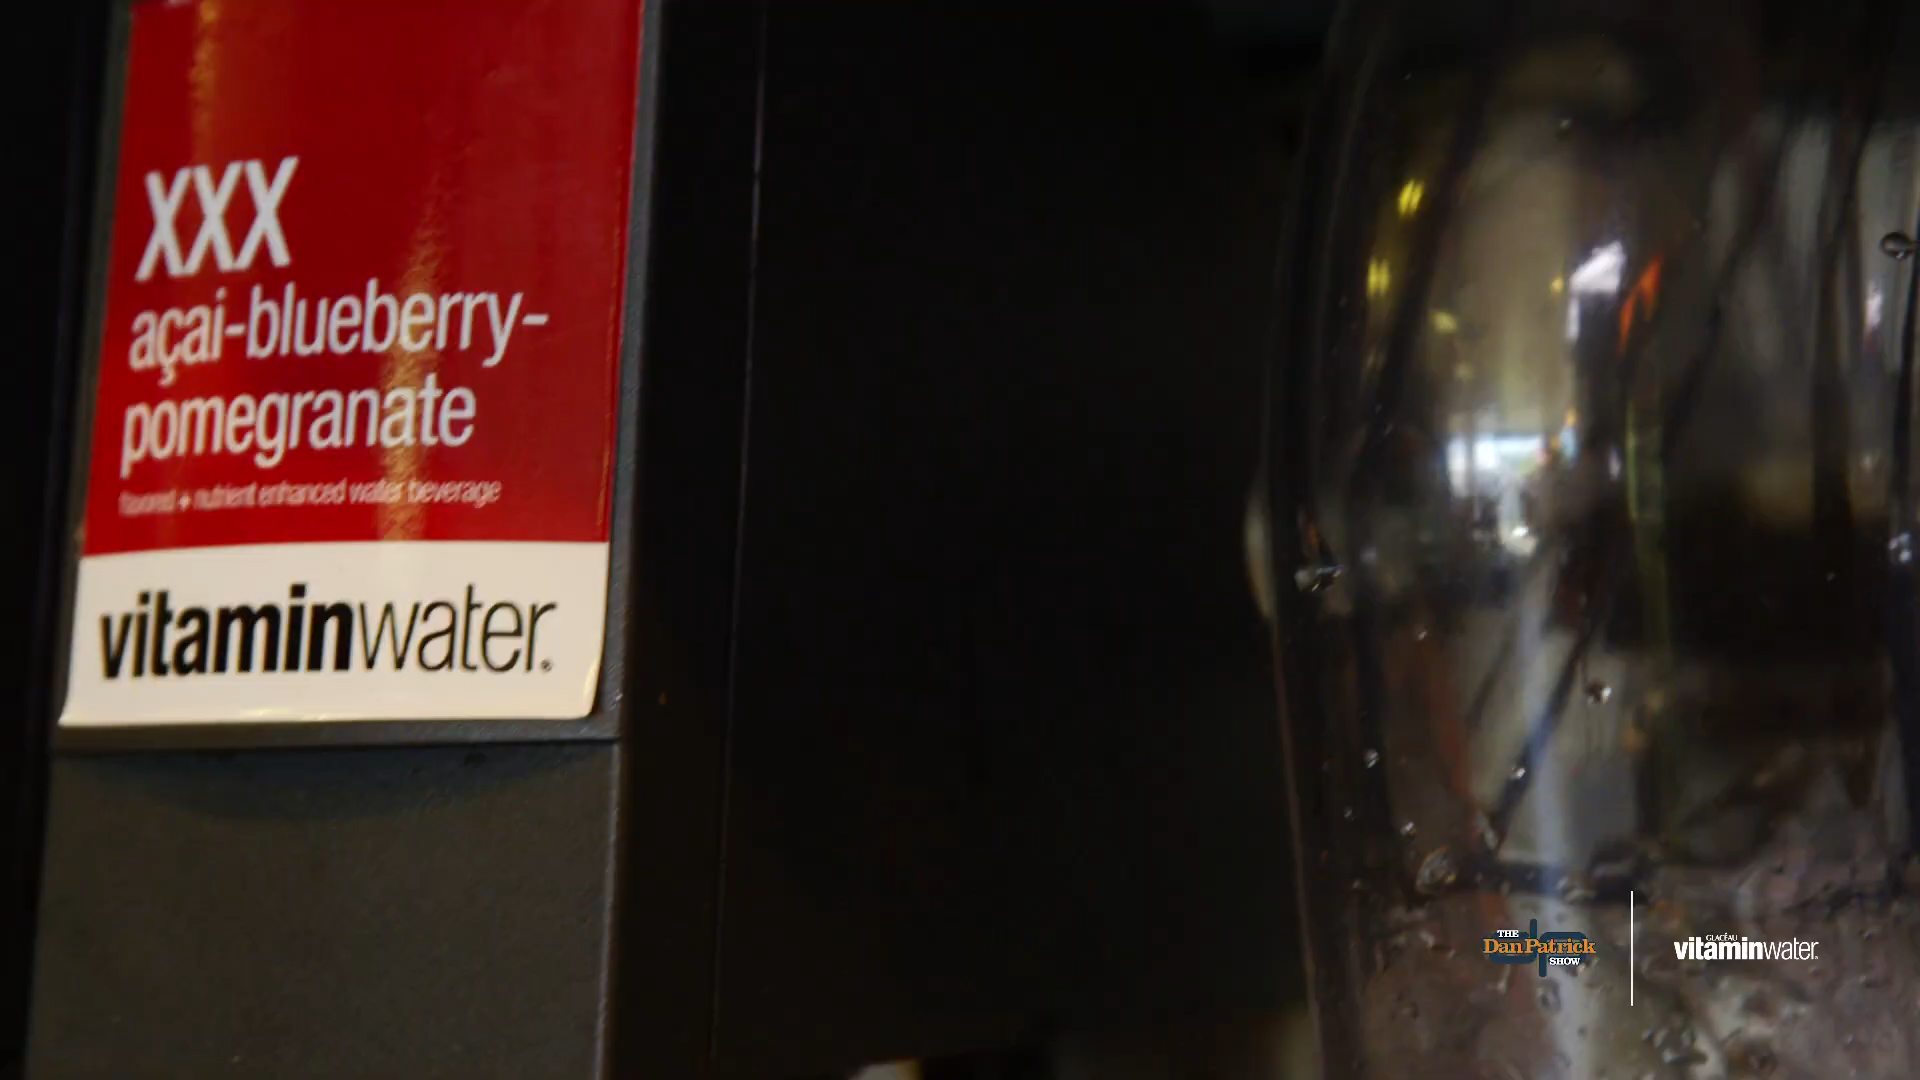 XXX
açai-blueberry-
pomegranate
flavored + nutrient enhanced water beverage
vitaminwater®
THE
Dan Patrick
SHOW
GLACÉAU
vitaminwater®